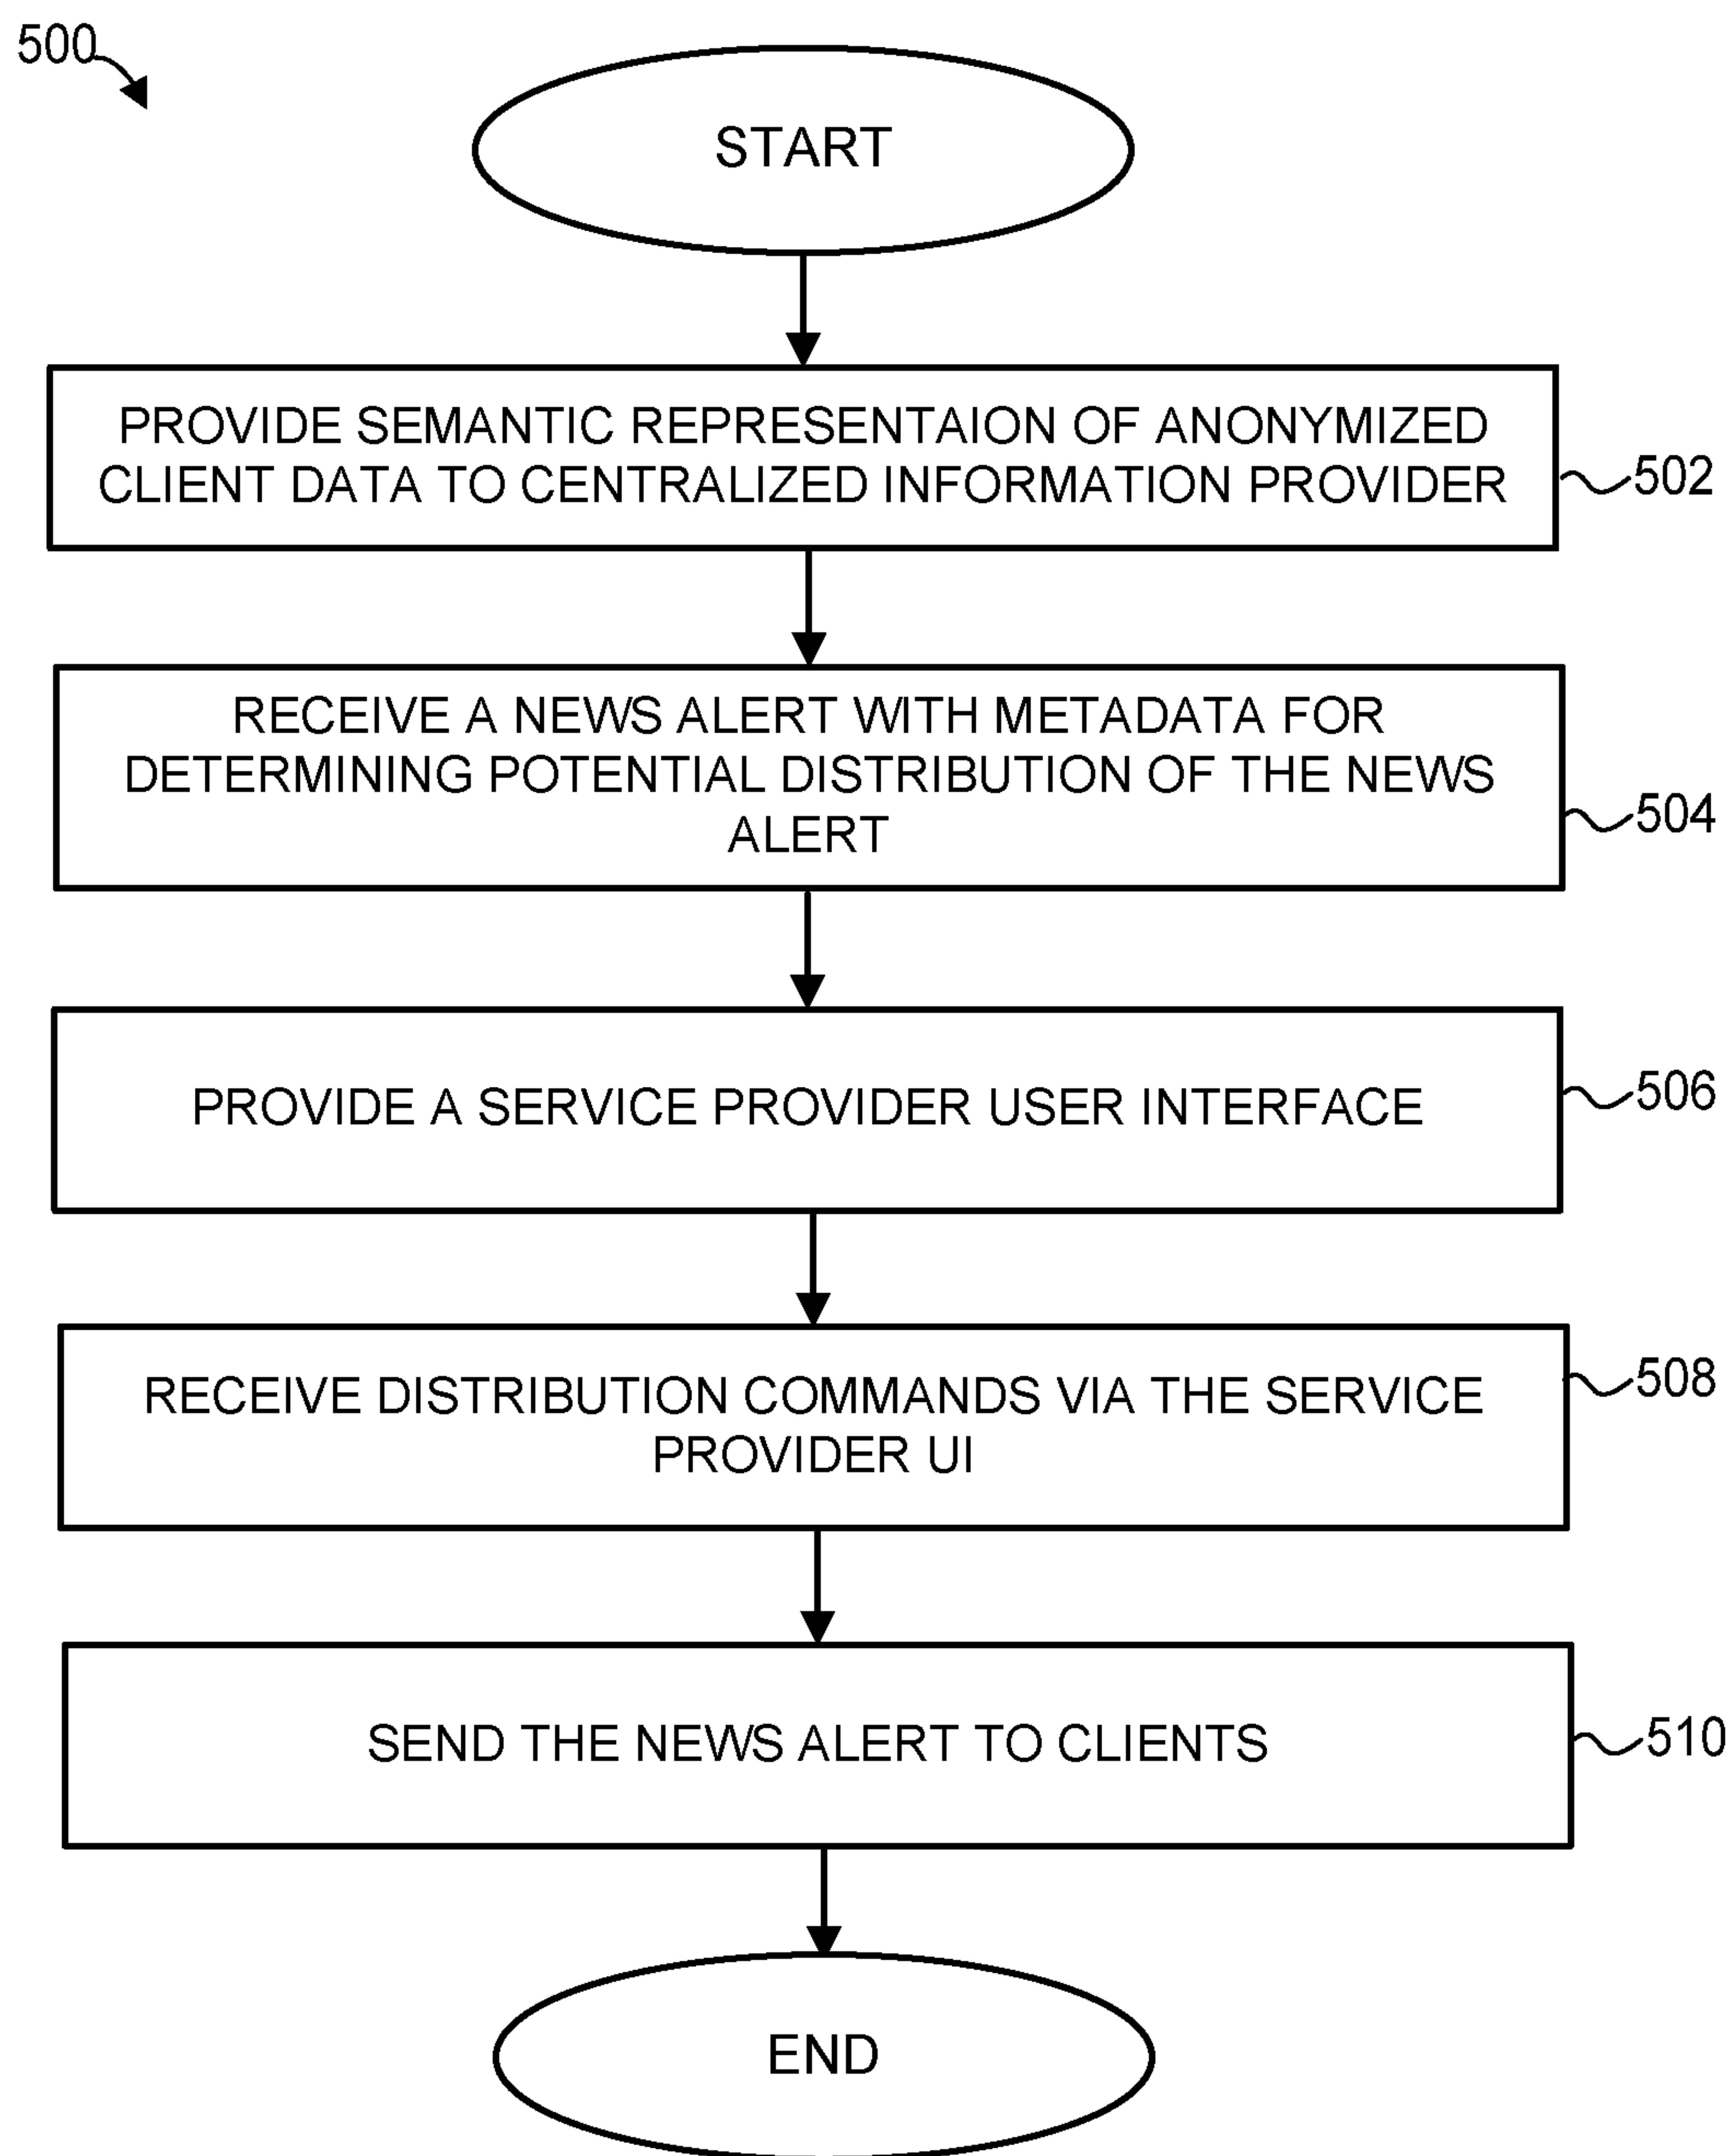 500
START
PROVIDE SEMANTIC REPRESENTAION OF ANONYMIZED
CLIENT DATA TO CENTRALIZED INFORMATION PROVIDER
502
RECEIVE A NEWS ALERT WITH METADATA FOR
DETERMINING POTENTIAL DISTRIBUTION OF THE NEWS
ALERT
504
PROVIDE A SERVICE PROVIDER USER INTERFACE
506
RECEIVE DISTRIBUTION COMMANDS VIA THE SERVICE
PROVIDER UI
508
SEND THE NEWS ALERT TO CLIENTS
510
END